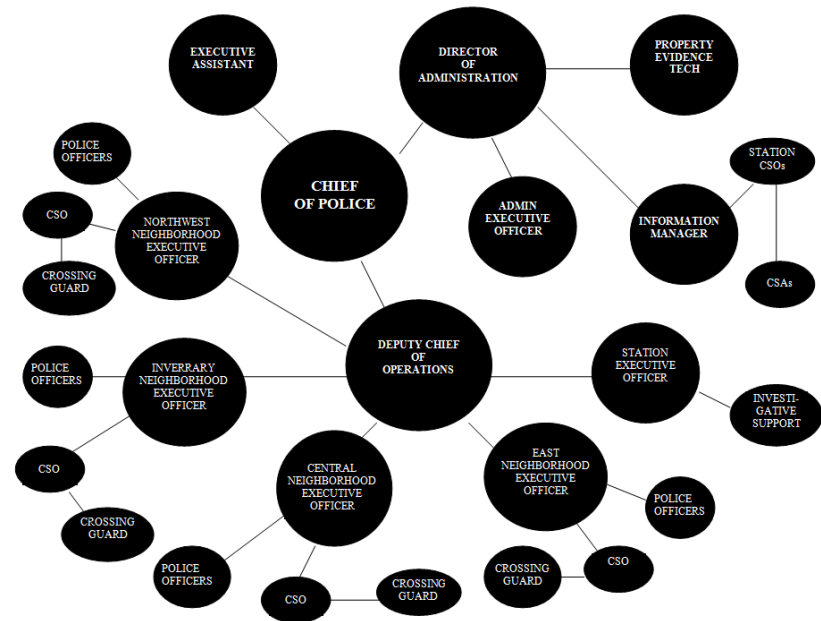 EXECUTIVE
ASSISTANT
DIRECTOR
OF
ADMINISTRATION
PROPERTY
EVIDENCE
TECH
POLICE
OFFICERS
STATION
CSOs
CHIEF
OF POLICE
CSO
NORTHWEST
NEIGHBORHOOD
EXECUTIVE
OFFICER
ADMIN
EXECUTIVE
OFFICER
INFORMATION
MANAGER
CROSSING
GUARD
CSAs
DEPUTY CHIEF
OF
OPERATIONS
POLICE
OFFICERS
INVERRARY
NEIGHBORHOOD
EXECUTIVE
OFFICER
STATION
EXECUTIVE
OFFICER
INVESTI-
GATIVE
SUPPORT
CSO
CENTRAL
NEIGHBORHOOD
EXECUTIVE
OFFICER
EAST
NEIGHBORHOOD
EXECUTIVE
OFFICER
POLICE
OFFICERS
CROSSING
GUARD
POLICE
OFFICERS
CSO
CROSSING
GUARD
CROSSING
GUARD
CSO